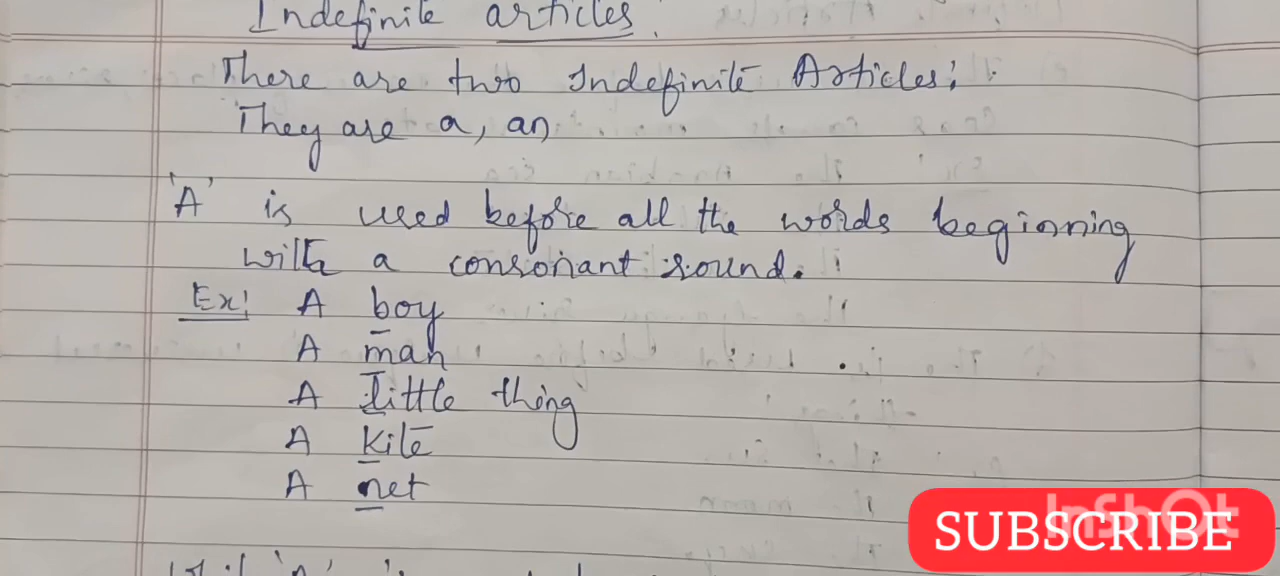 Indefinite articles.
There are two Indefinite Articles:
They are a, an
'A' is used before all the words beginning
with a consonant sound.
Ex: A boy
A man
A little thing
A kite
A net
InShOt
SUBSCRIBE